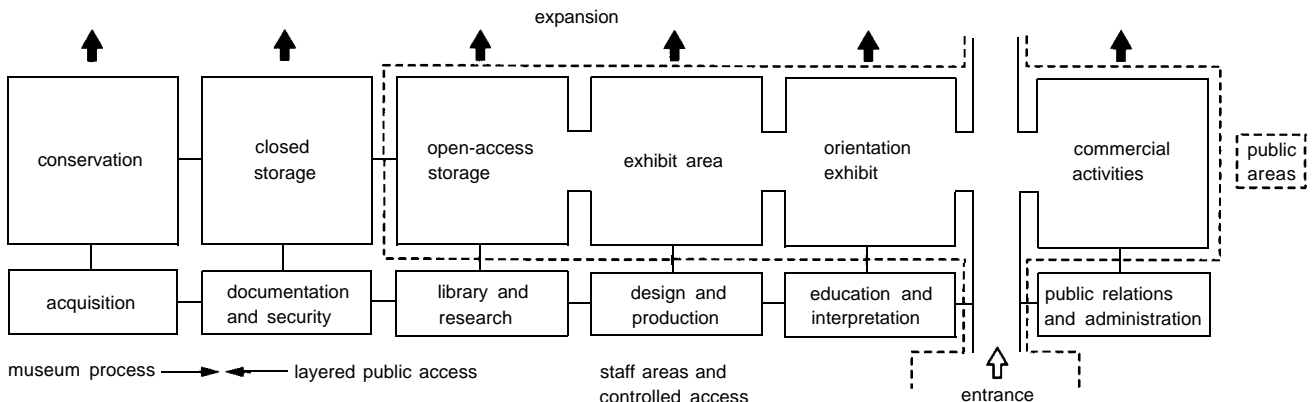 expansion
conservation
closed
storage
open-access
storage
exhibit area
orientation
exhibit
commercial
activities
public
areas
acquisition
documentation
and security
library and
research
design and
production
education and
interpretation
public relations
and administration
museum process
layered public access
staff areas and
controlled access
entrance